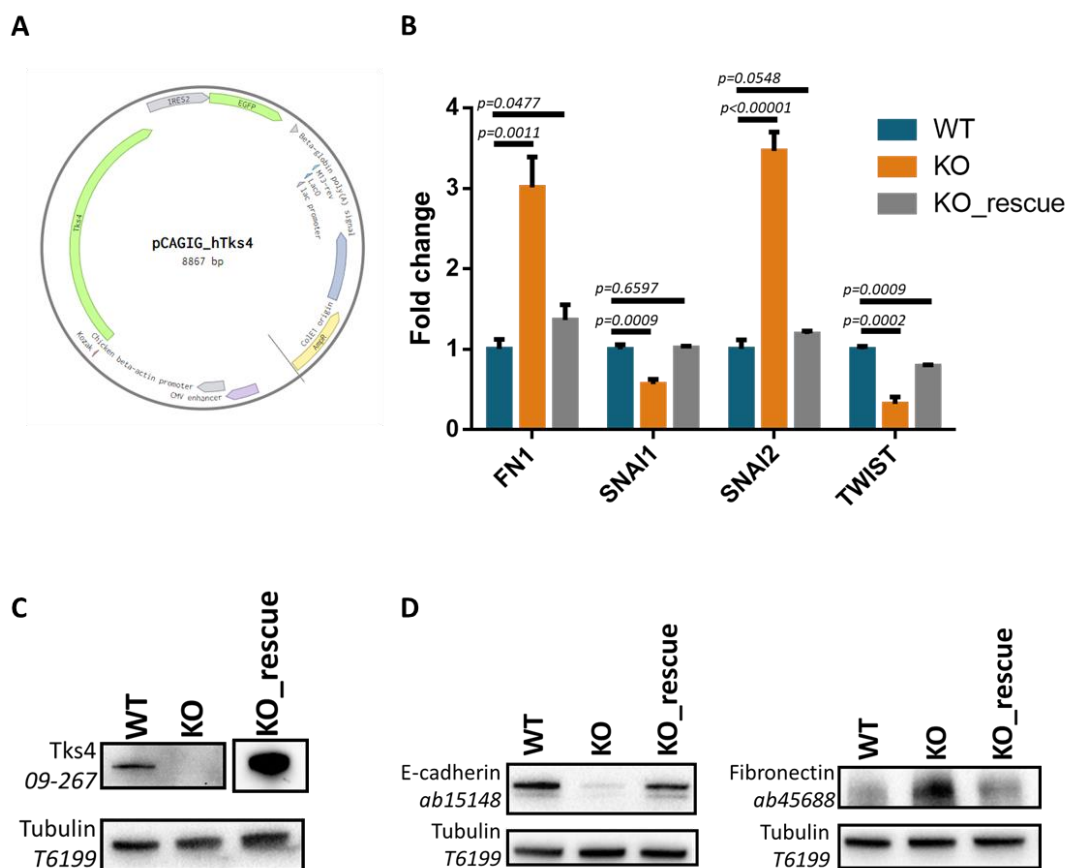 A
IRES2
EGFP
Beta-globin poly(A) signal
M13-rev
LacO
lac promoter
Tks4
pCAGIG_hTks4
8867 bp
ColE1 origin
AmpR
Chicken beta-actin promoter
Kozak
CMV enhancer
B
Fold change
4
3
2
1
0
p=0.0477
p=0.0011
p=0.6597
p=0.0009
p=0.0548
p<0.00001
p=0.0009
p=0.0002
WT
KO
KO_rescue
FN1
SNAI1
SNAI2
TWIST
C
WT
KO
KO_rescue
Tks4
09-267
Tubulin
T6199
D
WT
KO
KO_rescue
E-cadherin
ab15148
Tubulin
T6199
WT
KO
KO_rescue
Fibronectin
ab45688
Tubulin
T6199